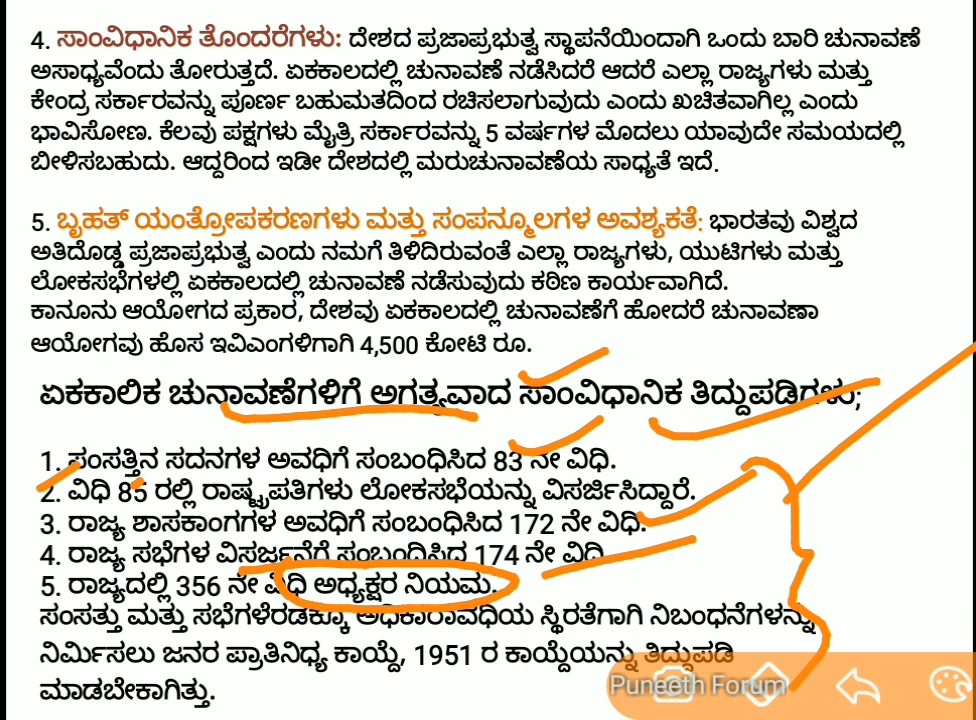 4. ಸಾಂವಿಧಾನಿಕ ತೊಂದರೆಗಳು: ದೇಶದ ಪ್ರಜಾಪ್ರಭುತ್ವ ಸ್ಥಾಪನೆಯಿಂದಾಗಿ ಒಂದು ಬಾರಿ ಚುನಾವಣೆ
ಅಸಾಧ್ಯವೆಂದು ತೋರುತ್ತದೆ. ಏಕಕಾಲದಲ್ಲಿ ಚುನಾವಣೆ ನಡೆಸಿದರೆ ಆದರೆ ಎಲ್ಲಾ ರಾಜ್ಯಗಳು ಮತ್ತು
ಕೇಂದ್ರ ಸರ್ಕಾರವನ್ನು ಪೂರ್ಣ ಬಹುಮತದಿಂದ ರಚಿಸಲಾಗುವುದು ಎಂದು ಖಚಿತವಾಗಿಲ್ಲ ಎಂದು
ಭಾವಿಸೋಣ. ಕೆಲವು ಪಕ್ಷಗಳು ಮೈತ್ರಿ ಸರ್ಕಾರವನ್ನು 5 ವರ್ಷಗಳ ಮೊದಲು ಯಾವುದೇ ಸಮಯದಲ್ಲಿ
ಬೀಳಿಸಬಹುದು. ಆದ್ದರಿಂದ ಇಡೀ ದೇಶದಲ್ಲಿ ಮರುಚುನಾವಣೆಯ ಸಾಧ್ಯತೆ ಇದೆ.
5. ಬೃಹತ್ ಯಂತ್ರೋಪಕರಣಗಳು ಮತ್ತು ಸಂಪನ್ಮೂಲಗಳ ಅವಶ್ಯಕತೆ: ಭಾರತವು ವಿಶ್ವದ
ಅತಿದೊಡ್ಡ ಪ್ರಜಾಪ್ರಭುತ್ವ ಎಂದು ನಮಗೆ ತಿಳಿದಿರುವಂತೆ ಎಲ್ಲಾ ರಾಜ್ಯಗಳು, ಯುಟಿಗಳು ಮತ್ತು
ಲೋಕಸಭೆಗಳಲ್ಲಿ ಏಕಕಾಲದಲ್ಲಿ ಚುನಾವಣೆ ನಡೆಸುವುದು ಕಠಿಣ ಕಾರ್ಯವಾಗಿದೆ.
ಕಾನೂನು ಆಯೋಗದ ಪ್ರಕಾರ, ದೇಶವು ಏಕಕಾಲದಲ್ಲಿ ಚುನಾವಣೆಗೆ ಹೋದರೆ ಚುನಾವಣಾ
ಆಯೋಗವು ಹೊಸ ಇವಿಎಂಗಳಿಗಾಗಿ 4,500 ಕೋಟಿ ರೂ.
ಏಕಕಾಲಿಕ ಚುನಾವಣೆಗಳಿಗೆ ಅಗತ್ಯವಾದ ಸಾಂವಿಧಾನಿಕ ತಿದ್ದುಪಡಿಗಳು;
1. ಸಂಸತ್ತಿನ ಸದನಗಳ ಅವಧಿಗೆ ಸಂಬಂಧಿಸಿದ 83 ನೇ ವಿಧಿ.
2. ವಿಧಿ 85 ರಲ್ಲಿ ರಾಷ್ಟ್ರಪತಿಗಳು ಲೋಕಸಭೆಯನ್ನು ವಿಸರ್ಜಿಸಿದ್ದಾರೆ.
3. ರಾಜ್ಯ ಶಾಸಕಾಂಗಗಳ ಅವಧಿಗೆ ಸಂಬಂಧಿಸಿದ 172 ನೇ ವಿಧಿ.
4. ರಾಜ್ಯ ಸಭೆಗಳ ವಿಸರ್ಜನೆಗೆ ಸಂಬಂಧಿಸಿದ 174 ನೇ ವಿಧಿ
5. ರಾಜ್ಯದಲ್ಲಿ 356 ನೇ ವಿಧಿ ಅಧ್ಯಕ್ಷರ ನಿಯಮ.
ಸಂಸತ್ತು ಮತ್ತು ಸಭೆಗಳೆರಡಕ್ಕೂ ಅಧಿಕಾರಾವಧಿಯ ಸ್ಥಿರತೆಗಾಗಿ ನಿಬಂಧನೆಗಳನ್ನು
ನಿರ್ಮಿಸಲು ಜನರ ಪ್ರಾತಿನಿಧ್ಯ ಕಾಯ್ದೆ, 1951 ರ ಕಾಯ್ದೆಯನ್ನು ತಿದ್ದುಪಡಿ
ಮಾಡಬೇಕಾಗಿತ್ತು.
Puneeth Forum